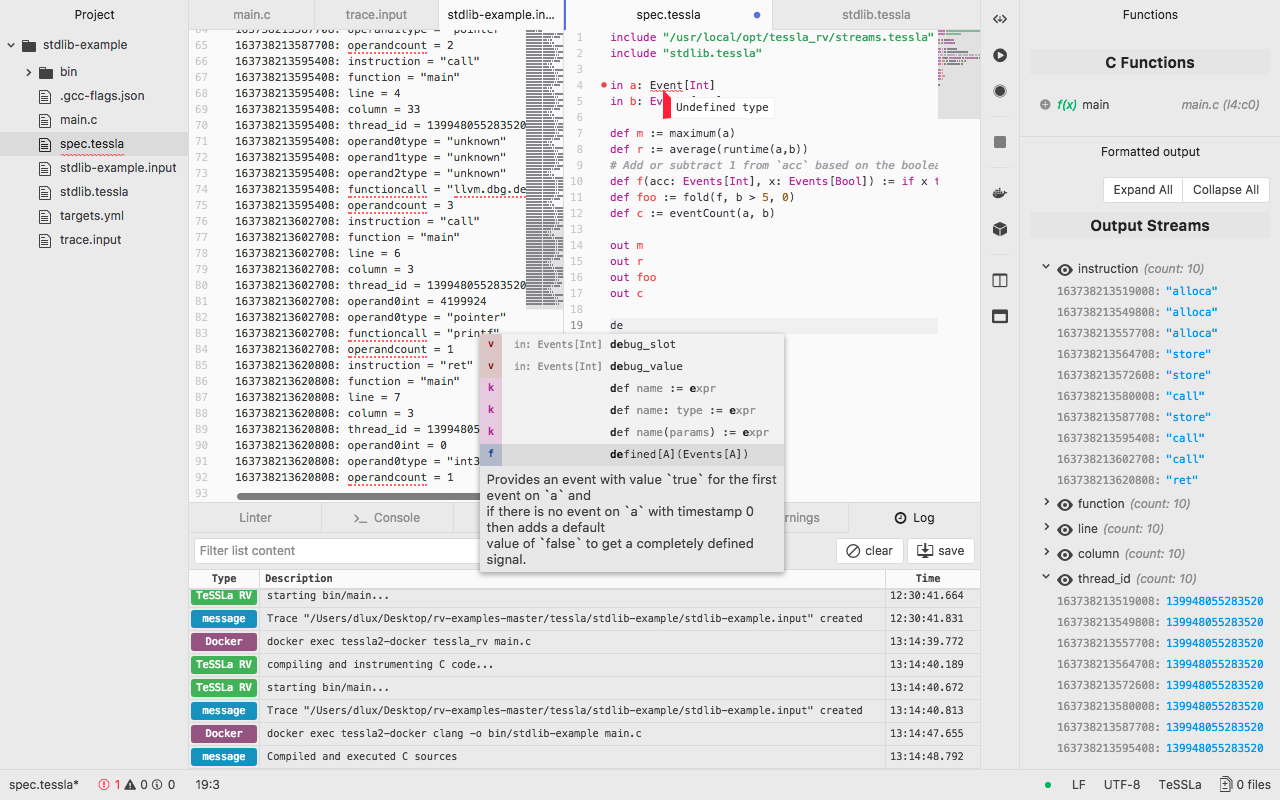 Project
main.c
trace.input
stdlib-example.in...
spec.tessla
stdlib.tessla
Functions
stdlib-example
bin
.gcc-flags.json
main.c
spec.tessla
stdlib-example.input
stdlib.tessla
targets.yml
trace.input
65 163738213587708: operandcount = 2
66 163738213595408: instruction = "call"
67 163738213595408: function = "main"
68 163738213595408: line = 4
69 163738213595408: column = 33
70 163738213595408: thread_id = 139948055283520
71 163738213595408: operand0type = "unknown"
72 163738213595408: operand1type = "unknown"
73 163738213595408: operand2type = "unknown"
74 163738213595408: functioncall = "llvm.dbg.de
75 163738213595408: operandcount = 3
76 163738213602708: instruction = "call"
77 163738213602708: function = "main"
78 163738213602708: line = 6
79 163738213602708: column = 3
80 163738213602708: thread_id = 139948055283520
81 163738213602708: operand0int = 4199924
82 163738213602708: operand0type = "pointer"
83 163738213602708: functioncall = "printf"
84 163738213602708: operandcount = 1
85 163738213620808: instruction = "ret"
86 163738213620808: function = "main"
87 163738213620808: line = 7
88 163738213620808: column = 3
89 163738213620808: thread_id = 1399480
90 163738213620808: operand0int = 0
91 163738213620808: operand0type = "int3
92 163738213620808: operandcount = 1
93
1 include "/usr/local/opt/tessla_rv/streams.tessla"
2 include "stdlib.tessla"
3
4 in a: Event[Int]
5 in b: Ev
Undefined type
6
7 def m := maximum(a)
8 def r := average(runtime(a,b))
9 # Add or subtract 1 from `acc` based on the boolea
10 def f(acc: Events[Int], x: Events[Bool]) := if x t
11 def foo := fold(f, b > 5, 0)
12 def c := eventCount(a, b)
13
14 out m
15 out r
16 out foo
17 out c
18
19 de
v in: Events[Int] debug_slot
v in: Events[Int] debug_value
k def name := expr
k def name: type := expr
k def name(params) := expr
f defined[A](Events[A])
Provides an event with value `true` for the first
event on `a` and
if there is no event on `a` with timestamp 0
then adds a default
value of `false` to get a completely defined
signal.
Linter
Console
rnings
Log
Filter list content
clear
save
Type Description Time
TeSSLa RV starting bin/main... 12:30:41.664
message Trace "/Users/dlux/Desktop/rv-examples-master/tessla/stdlib-example/stdlib-example.input" created 12:30:41.831
Docker docker exec tessla2-docker tessla_rv main.c 13:14:39.772
TeSSLa RV compiling and instrumenting C code... 13:14:40.189
TeSSLa RV starting bin/main... 13:14:40.672
message Trace "/Users/dlux/Desktop/rv-examples-master/tessla/stdlib-example/stdlib-example.input" created 13:14:40.813
Docker docker exec tessla2-docker clang -o bin/stdlib-example main.c 13:14:47.655
message Compiled and executed C sources 13:14:48.792
C Functions
f(x) main main.c (l4:c0)
Formatted output
Expand All Collapse All
Output Streams
instruction (count: 10)
163738213519008: "alloca"
163738213549808: "alloca"
163738213557708: "alloca"
163738213564708: "store"
163738213572608: "store"
163738213580008: "call"
163738213587708: "store"
163738213595408: "call"
163738213602708: "call"
163738213620808: "ret"
function (count: 10)
line (count: 10)
column (count: 10)
thread_id (count: 10)
163738213519008: 139948055283520
163738213549808: 139948055283520
163738213557708: 139948055283520
163738213564708: 139948055283520
163738213572608: 139948055283520
163738213580008: 139948055283520
163738213587708: 139948055283520
163738213595408: 139948055283520
spec.tessla* 1 0 0 19:3
LF UTF-8 TeSSLa 0 files